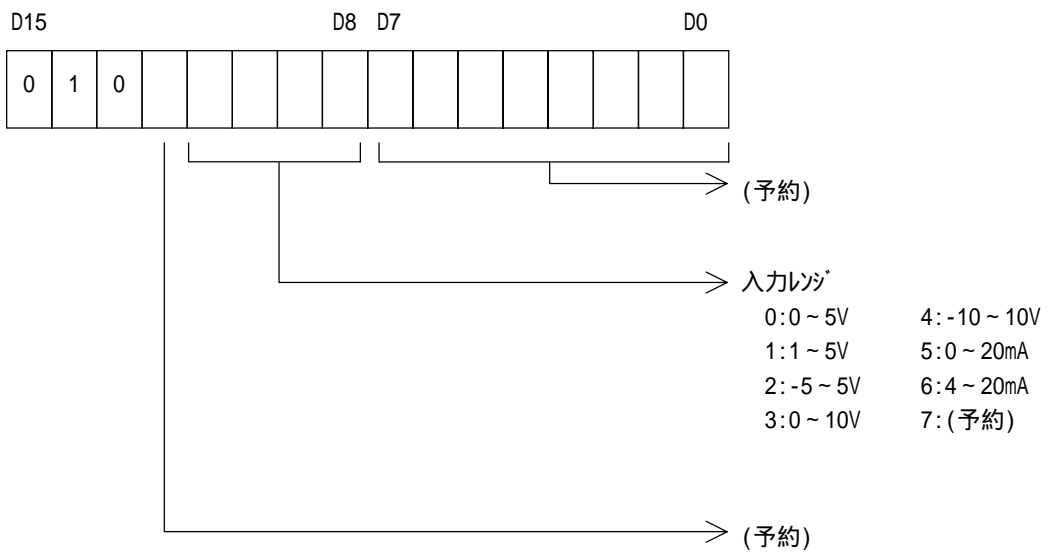 D15 D8 D7 D0
0 1 0
(予約)
入力ﾚﾝｼﾞ
0:0~5V 4:-10~10V
1:1~5V 5:0~20mA
2:-5~5V 6:4~20mA
3:0~10V 7:(予約)
(予約)